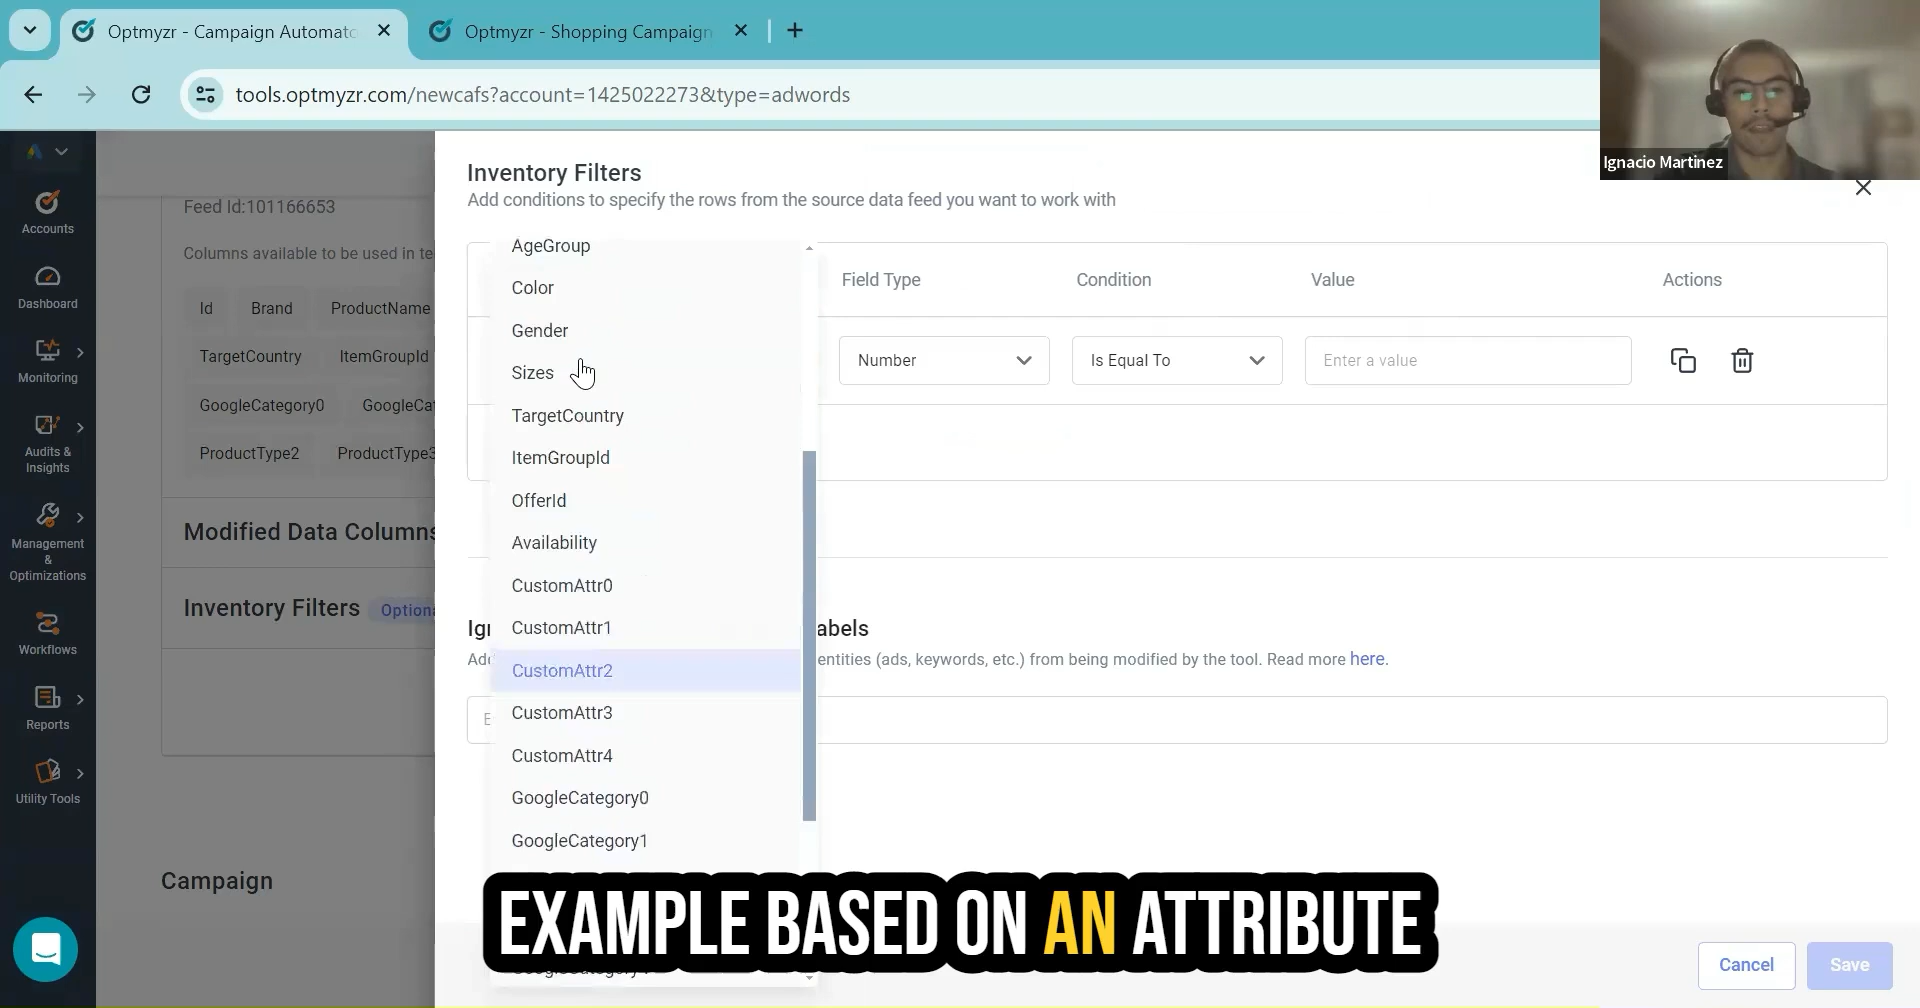 Optmyzr - Campaign Automato
Optmyzr - Shopping Campaign
tools.optmyzr.com/newcafs?account=1425022273&type=adwords
Ignacio Martinez
Accounts
Dashboard
Monitoring
Audits &
Insights
Management
&
Optimizations
Workflows
Reports
Utility Tools
Feed Id:101166653
Columns available to be used in te
Id Brand ProductName
TargetCountry ItemGroupId
GoogleCategory0 GoogleCat
ProductType2 ProductType3
Modified Data Columns
Inventory Filters Optiona
Campaign
Inventory Filters
Add conditions to specify the rows from the source data feed you want to work with
Field Type Condition Value Actions
Number Is Equal To Enter a value
AgeGroup
Color
Gender
Sizes
TargetCountry
ItemGroupId
OfferId
Availability
CustomAttr0
CustomAttr1
CustomAttr2
CustomAttr3
CustomAttr4
GoogleCategory0
GoogleCategory1
Ign abels
Add entities (ads, keywords, etc.) from being modified by the tool. Read more here.
E
EXAMPLE BASED ON AN ATTRIBUTE
Cancel Save